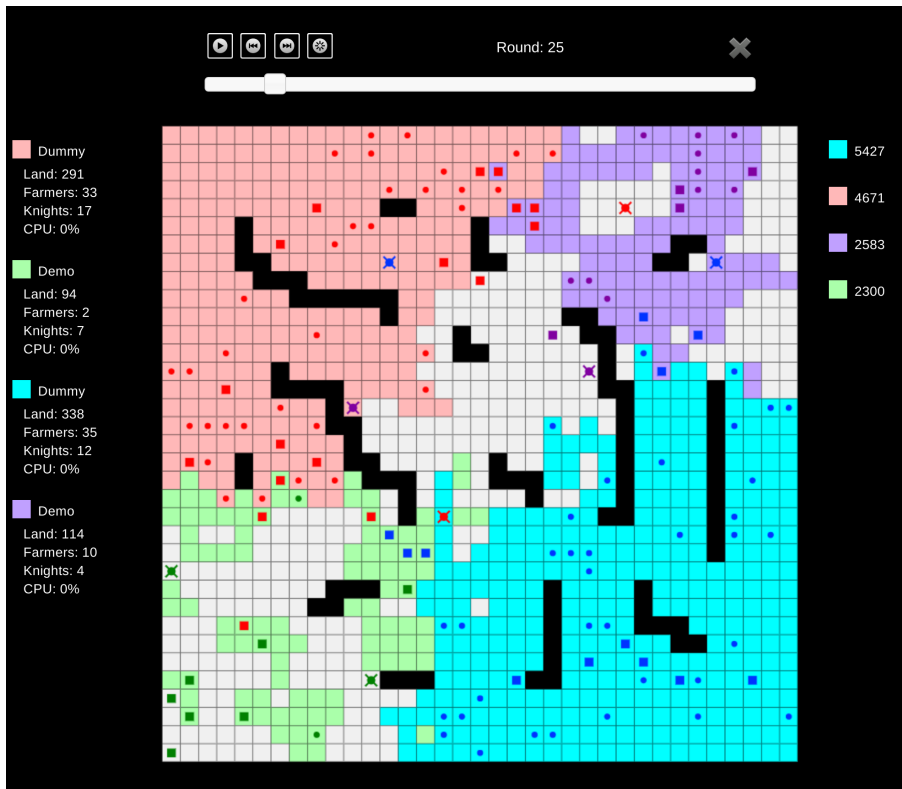 Round: 25
Dummy
Land: 291
Farmers: 33
Knights: 17
CPU: 0%
Demo
Land: 94
Farmers: 2
Knights: 7
CPU: 0%
Dummy
Land: 338
Farmers: 35
Knights: 12
CPU: 0%
Demo
Land: 114
Farmers: 10
Knights: 4
CPU: 0%
5427
4671
2583
2300